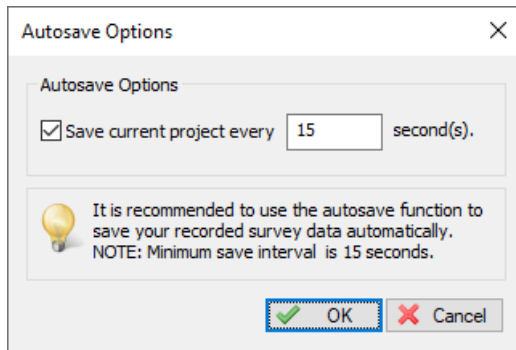 Autosave Options
Autosave Options
Save current project every 15 second(s).
It is recommended to use the autosave function to
save your recorded survey data automatically.
NOTE: Minimum save interval is 15 seconds.
OK Cancel